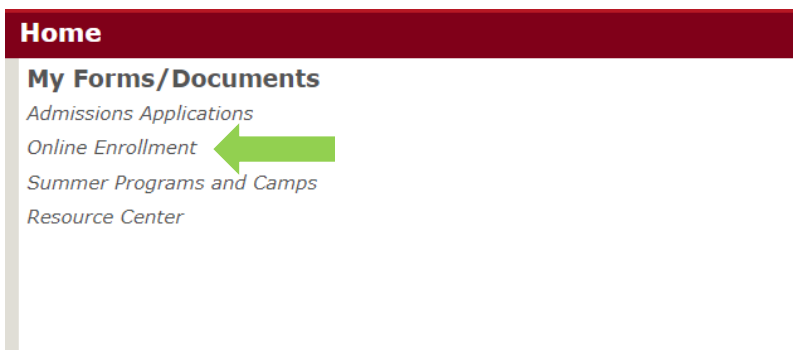 Home
My Forms/Documents
Admissions Applications
Online Enrollment
Summer Programs and Camps
Resource Center